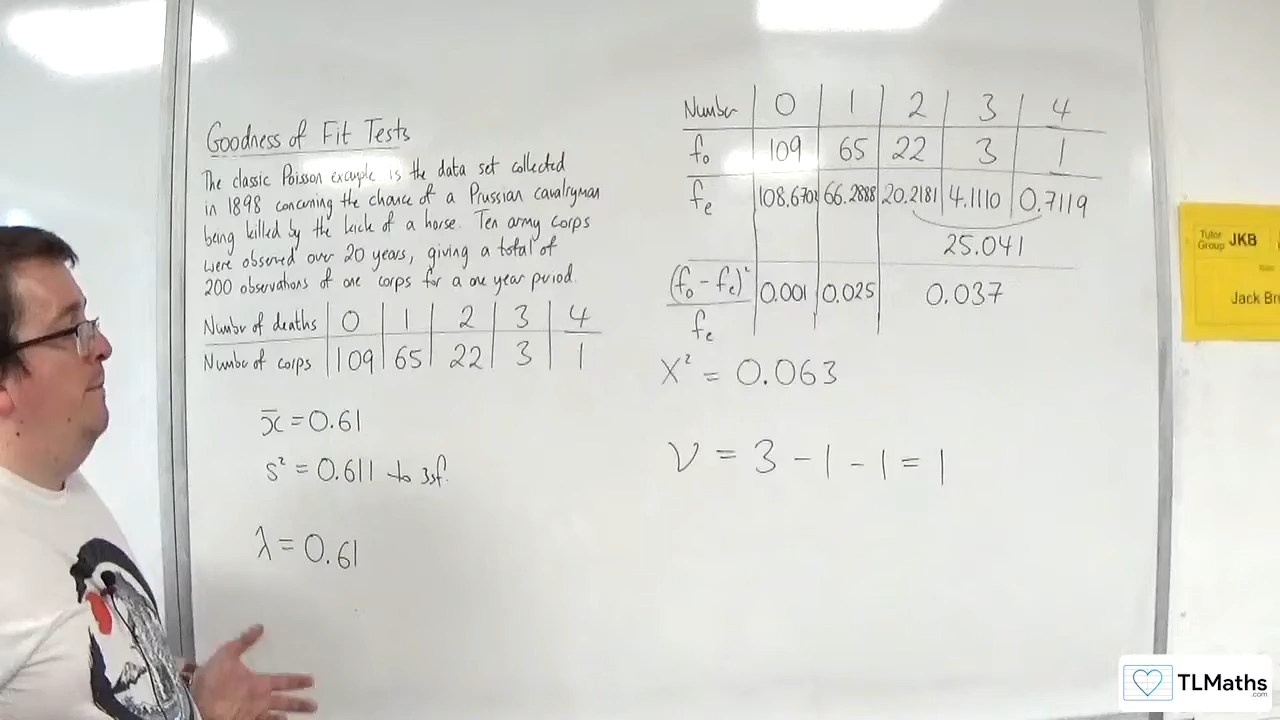 Goodness of Fit Tests
The classic Poisson example is the data set collected
in 1898 concerning the chance of a Prussian cavalryman
being killed by the kick of a horse. Ten army corps
were observed over 20 years, giving a total of
200 observations of one corps for a one year period.
Number of deaths | 0 | 1 | 2 | 3 | 4
Number of corps | 109 | 65 | 22 | 3 | 1
x̄ = 0.61
s² = 0.611 to 3sf.
λ = 0.61
Number | 0 | 1 | 2 | 3 | 4
f₀ | 109 | 65 | 22 | 3 | 1
fₑ | 108.6702 | 66.2888 | 20.2181 | 4.1110 | 0.7119
25.041
(f₀ - fₑ)² / fₑ | 0.001 | 0.025 | 0.037
X² = 0.063
ν = 3 - 1 - 1 = 1
Tutor
Group JKB
Jack Br
TLMaths
.com